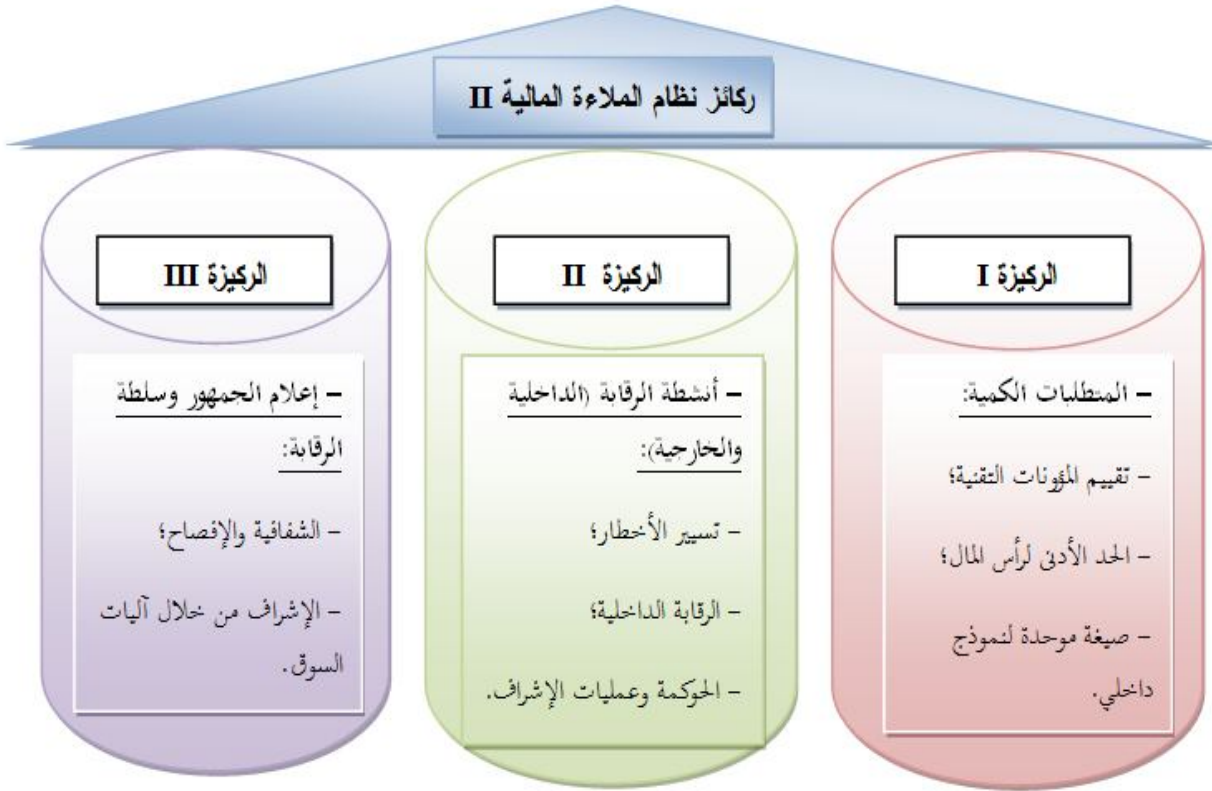 ركائز نظام الملاءة المالية II
الركيزة I
– المتطلبات الكمية:
– تقييم المؤونات التقنية؛
– الحد الأدنى لرأس المال؛
– صيغة موحدة لنموذج
داخلي.
الركيزة II
– أنشطة الرقابة (الداخلية
والخارجية):
– تسيير الأخطار؛
– الرقابة الداخلية؛
– الحوكمة وعمليات الإشراف.
الركيزة III
– إعلام الجمهور وسلطة
الرقابة:
– الشفافية والإفصاح؛
– الإشراف من خلال آليات
السوق.